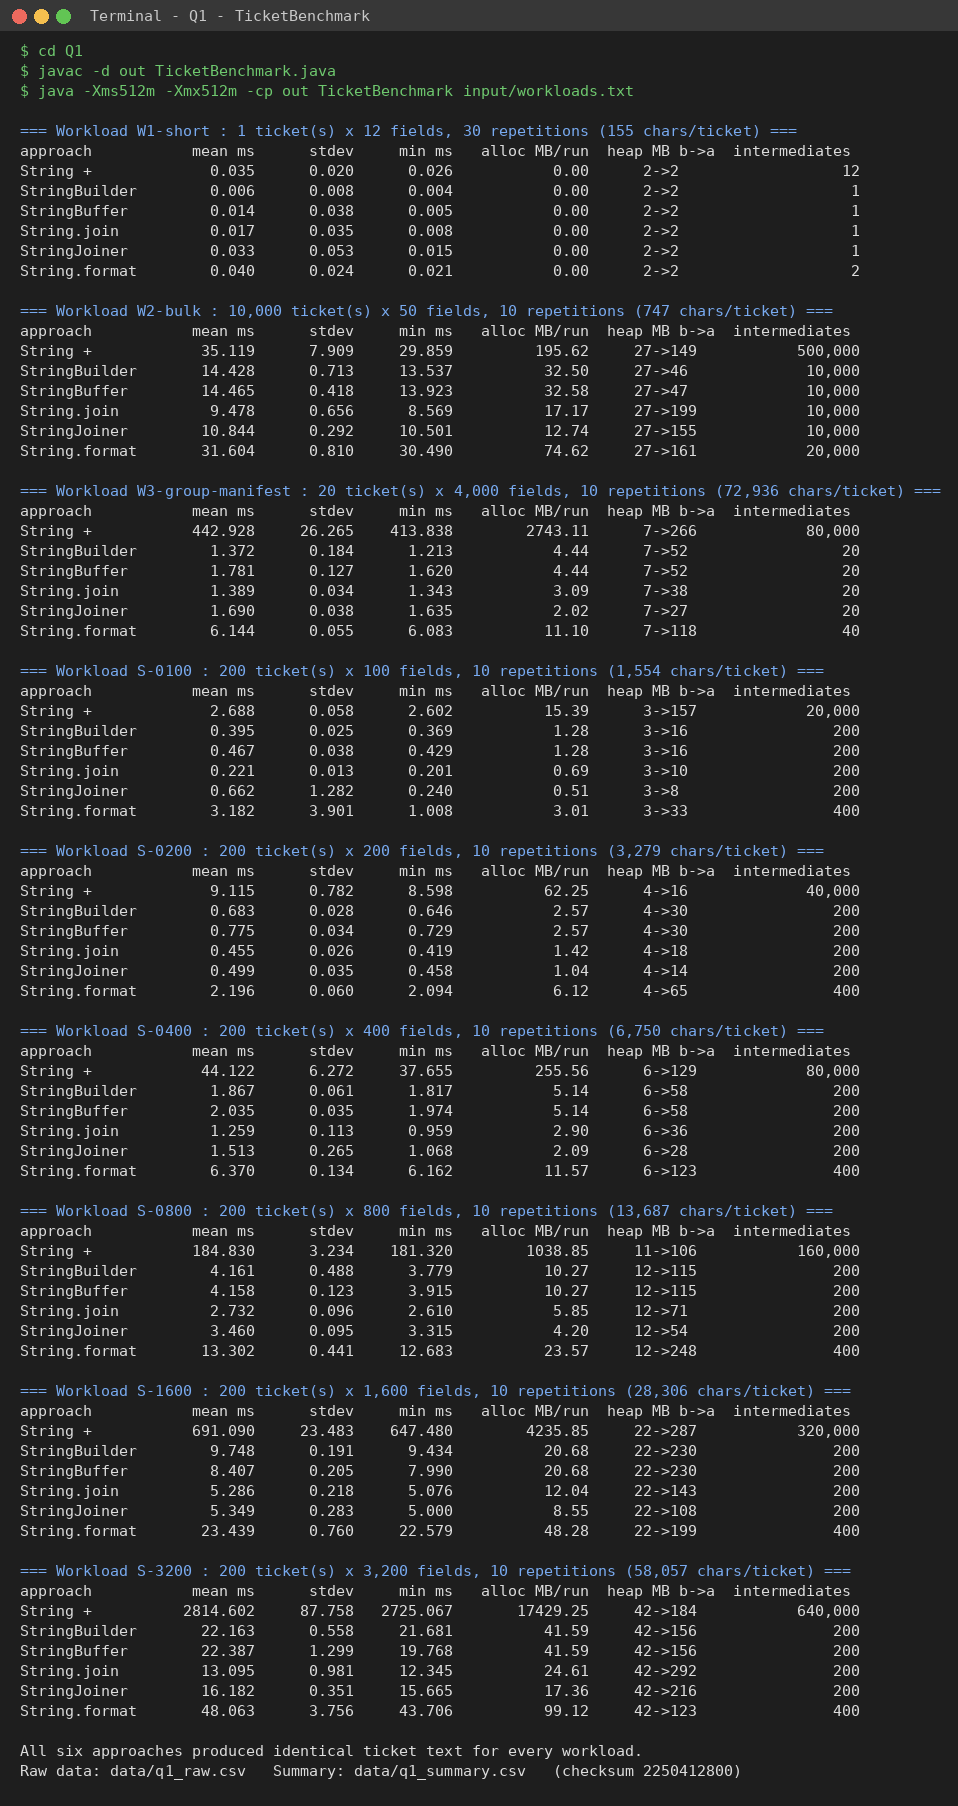 Terminal - Q1 - TicketBenchmark
$ cd Q1
$ javac -d out TicketBenchmark.java
$ java -Xms512m -Xmx512m -cp out TicketBenchmark input/workloads.txt
=== Workload W1-short : 1 ticket(s) x 12 fields, 30 repetitions (155 chars/ticket) ===
approach mean ms stdev min ms alloc MB/run heap MB b->a intermediates
String + 0.035 0.020 0.026 0.00 2->2 12
StringBuilder 0.006 0.008 0.004 0.00 2->2 1
StringBuffer 0.014 0.038 0.005 0.00 2->2 1
String.join 0.017 0.035 0.008 0.00 2->2 1
StringJoiner 0.033 0.053 0.015 0.00 2->2 1
String.format 0.040 0.024 0.021 0.00 2->2 2
=== Workload W2-bulk : 10,000 ticket(s) x 50 fields, 10 repetitions (747 chars/ticket) ===
approach mean ms stdev min ms alloc MB/run heap MB b->a intermediates
String + 35.119 7.909 29.859 195.62 27->149 500,000
StringBuilder 14.428 0.713 13.537 32.50 27->46 10,000
StringBuffer 14.465 0.418 13.923 32.58 27->47 10,000
String.join 9.478 0.656 8.569 17.17 27->199 10,000
StringJoiner 10.844 0.292 10.501 12.74 27->155 10,000
String.format 31.604 0.810 30.490 74.62 27->161 20,000
=== Workload W3-group-manifest : 20 ticket(s) x 4,000 fields, 10 repetitions (72,936 chars/ticket) ===
approach mean ms stdev min ms alloc MB/run heap MB b->a intermediates
String + 442.928 26.265 413.838 2743.11 7->266 80,000
StringBuilder 1.372 0.184 1.213 4.44 7->52 20
StringBuffer 1.781 0.127 1.620 4.44 7->52 20
String.join 1.389 0.034 1.343 3.09 7->38 20
StringJoiner 1.690 0.038 1.635 2.02 7->27 20
String.format 6.144 0.055 6.083 11.10 7->118 40
=== Workload S-0100 : 200 ticket(s) x 100 fields, 10 repetitions (1,554 chars/ticket) ===
approach mean ms stdev min ms alloc MB/run heap MB b->a intermediates
String + 2.688 0.058 2.602 15.39 3->157 20,000
StringBuilder 0.395 0.025 0.369 1.28 3->16 200
StringBuffer 0.467 0.038 0.429 1.28 3->16 200
String.join 0.221 0.013 0.201 0.69 3->10 200
StringJoiner 0.662 1.282 0.240 0.51 3->8 200
String.format 3.182 3.901 1.008 3.01 3->33 400
=== Workload S-0200 : 200 ticket(s) x 200 fields, 10 repetitions (3,279 chars/ticket) ===
approach mean ms stdev min ms alloc MB/run heap MB b->a intermediates
String + 9.115 0.782 8.598 62.25 4->16 40,000
StringBuilder 0.683 0.028 0.646 2.57 4->30 200
StringBuffer 0.775 0.034 0.729 2.57 4->30 200
String.join 0.455 0.026 0.419 1.42 4->18 200
StringJoiner 0.499 0.035 0.458 1.04 4->14 200
String.format 2.196 0.060 2.094 6.12 4->65 400
=== Workload S-0400 : 200 ticket(s) x 400 fields, 10 repetitions (6,750 chars/ticket) ===
approach mean ms stdev min ms alloc MB/run heap MB b->a intermediates
String + 44.122 6.272 37.655 255.56 6->129 80,000
StringBuilder 1.867 0.061 1.817 5.14 6->58 200
StringBuffer 2.035 0.035 1.974 5.14 6->58 200
String.join 1.259 0.113 0.959 2.90 6->36 200
StringJoiner 1.513 0.265 1.068 2.09 6->28 200
String.format 6.370 0.134 6.162 11.57 6->123 400
=== Workload S-0800 : 200 ticket(s) x 800 fields, 10 repetitions (13,687 chars/ticket) ===
approach mean ms stdev min ms alloc MB/run heap MB b->a intermediates
String + 184.830 3.234 181.320 1038.85 11->106 160,000
StringBuilder 4.161 0.488 3.779 10.27 12->115 200
StringBuffer 4.158 0.123 3.915 10.27 12->115 200
String.join 2.732 0.096 2.610 5.85 12->71 200
StringJoiner 3.460 0.095 3.315 4.20 12->54 200
String.format 13.302 0.441 12.683 23.57 12->248 400
=== Workload S-1600 : 200 ticket(s) x 1,600 fields, 10 repetitions (28,306 chars/ticket) ===
approach mean ms stdev min ms alloc MB/run heap MB b->a intermediates
String + 691.090 23.483 647.480 4235.85 22->287 320,000
StringBuilder 9.748 0.191 9.434 20.68 22->230 200
StringBuffer 8.407 0.205 7.990 20.68 22->230 200
String.join 5.286 0.218 5.076 12.04 22->143 200
StringJoiner 5.349 0.283 5.000 8.55 22->108 200
String.format 23.439 0.760 22.579 48.28 22->199 400
=== Workload S-3200 : 200 ticket(s) x 3,200 fields, 10 repetitions (58,057 chars/ticket) ===
approach mean ms stdev min ms alloc MB/run heap MB b->a intermediates
String + 2814.602 87.758 2725.067 17429.25 42->184 640,000
StringBuilder 22.163 0.558 21.681 41.59 42->156 200
StringBuffer 22.387 1.299 19.768 41.59 42->156 200
String.join 13.095 0.981 12.345 24.61 42->292 200
StringJoiner 16.182 0.351 15.665 17.36 42->216 200
String.format 48.063 3.756 43.706 99.12 42->123 400
All six approaches produced identical ticket text for every workload.
Raw data: data/q1_raw.csv Summary: data/q1_summary.csv (checksum 2250412800)